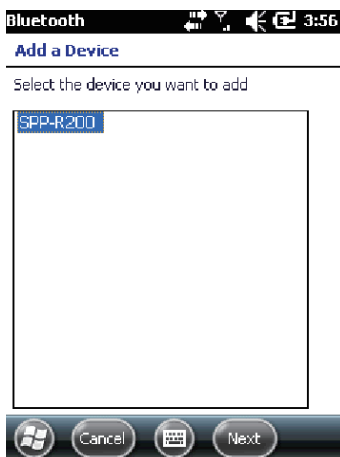 Bluetooth 3:56
Add a Device
Select the device you want to add
SPP-R200
Cancel Next